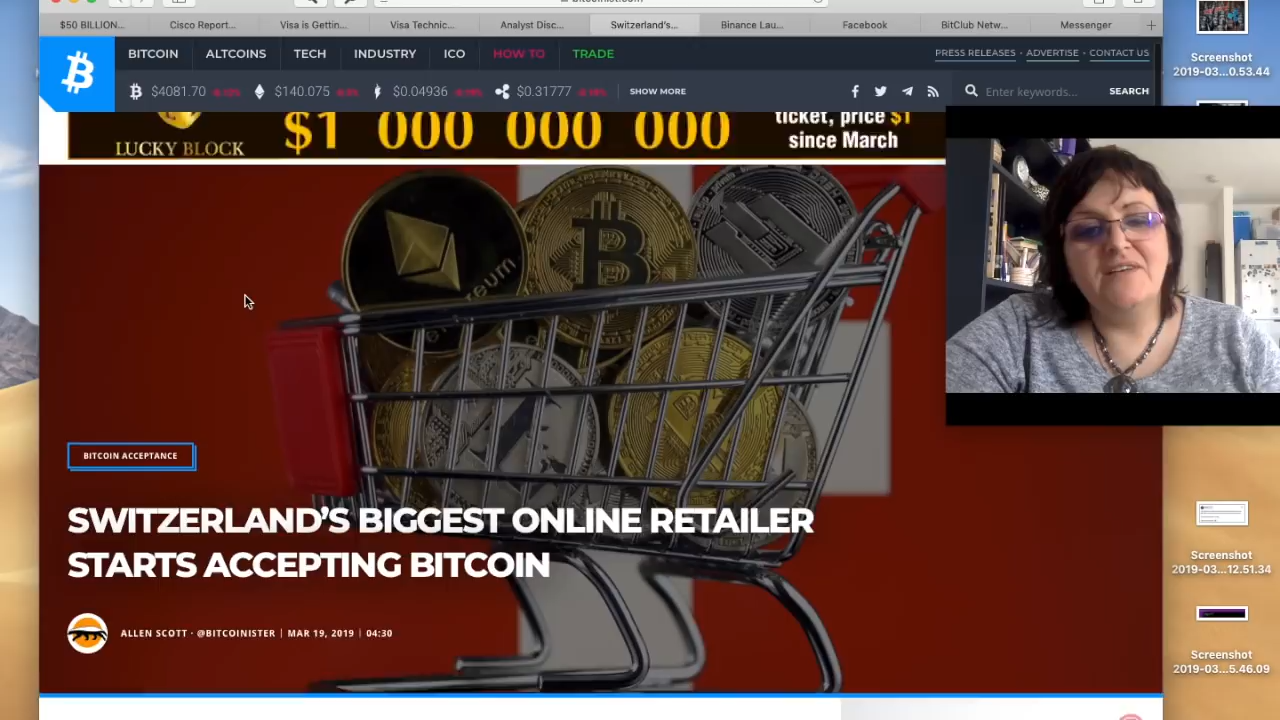 $50 BILLION...
Cisco Report...
Visa is Gettin...
Visa Technic...
Analyst Disc...
Switzerland's...
Binance Lau...
Facebook
BitClub Netw...
Messenger
BITCOIN
ALTCOINS
TECH
INDUSTRY
ICO
HOW TO
TRADE
PRESS RELEASES · ADVERTISE · CONTACT US
$4081.70
$140.075
$0.04936
$0.31777
SHOW MORE
Enter keywords...
SEARCH
LUCKY BLOCK
$1 000 000 000
ticket, price $1
since March
BITCOIN ACCEPTANCE
SWITZERLAND'S BIGGEST ONLINE RETAILER
STARTS ACCEPTING BITCOIN
ALLEN SCOTT · @BITCOINISTER | MAR 19, 2019 | 04:30
Screenshot
2019-03...0.53.44
Screenshot
2019-03...12.51.34
Screenshot
2019-03...5.46.09